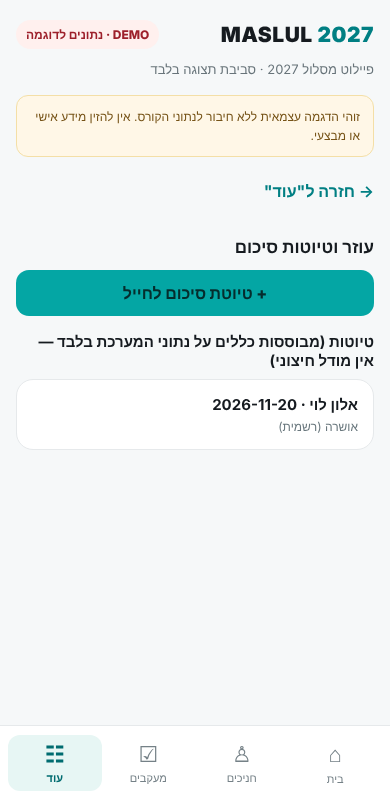 MASLUL 2027
DEMO · נתונים לדוגמה
פיילוט מסלול 2027 · סביבת תצוגה בלבד
זוהי הדגמה עצמאית ללא חיבור לנתוני הקורס. אין להזין מידע אישי
או מבצעי.
→ חזרה ל"עוד"
עוזר וטיוטות סיכום
+ טיוטת סיכום לחייל
טיוטות (מבוססות כללים על נתוני המערכת בלבד —
אין מודל חיצוני)
אלון לוי · 2026-11-20
אושרה (רשמית)
בית
חניכים
מעקבים
עוד